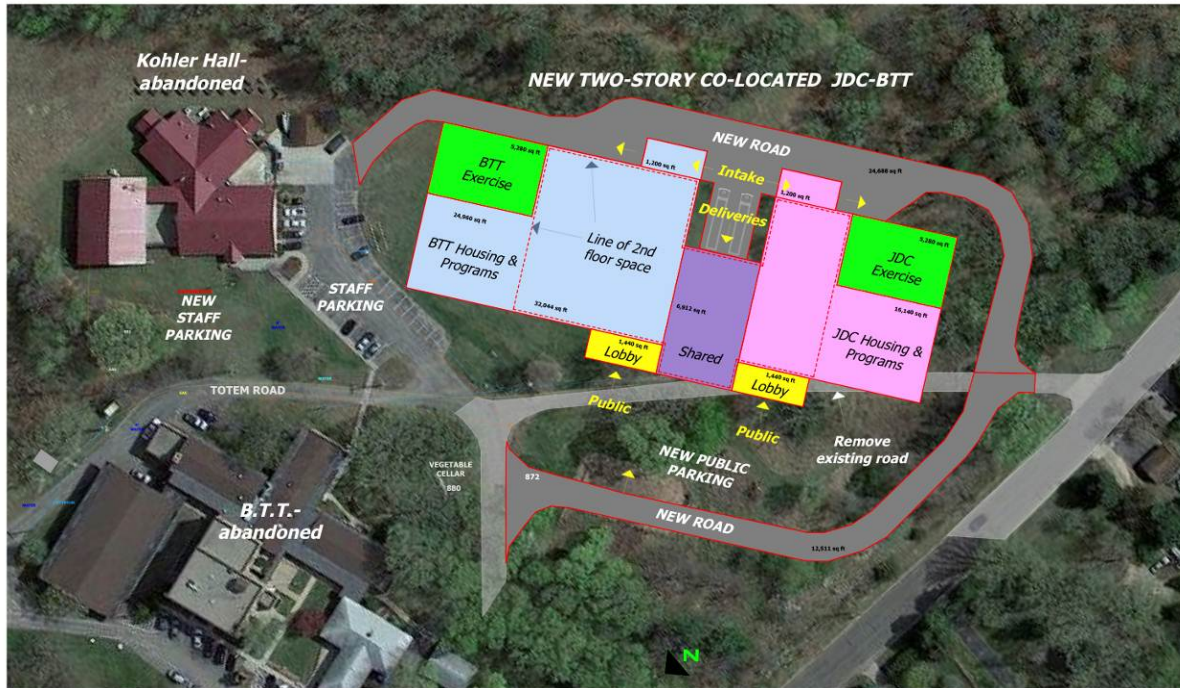 Kohler Hall-
abandoned
NEW TWO-STORY CO-LOCATED JDC-BTT
NEW ROAD
24,688 sq ft
5,280 sq ft
BTT
Exercise
1,200 sq ft
Intake
1,200 sq ft
Deliveries
24,960 sq ft
BTT Housing &
Programs
Line of 2nd
floor space
32,044 sq ft
5,280 sq ft
JDC
Exercise
16,140 sq ft
JDC Housing &
Programs
6,912 sq ft
Shared
1,440 sq ft
Lobby
1,440 sq ft
Lobby
Public
Public
NEW
STAFF
PARKING
STAFF
PARKING
TOTEM ROAD
Remove
existing road
NEW PUBLIC
PARKING
VEGETABLE
CELLAR
880
872
NEW ROAD
12,511 sq ft
B.T.T.-
abandoned
N